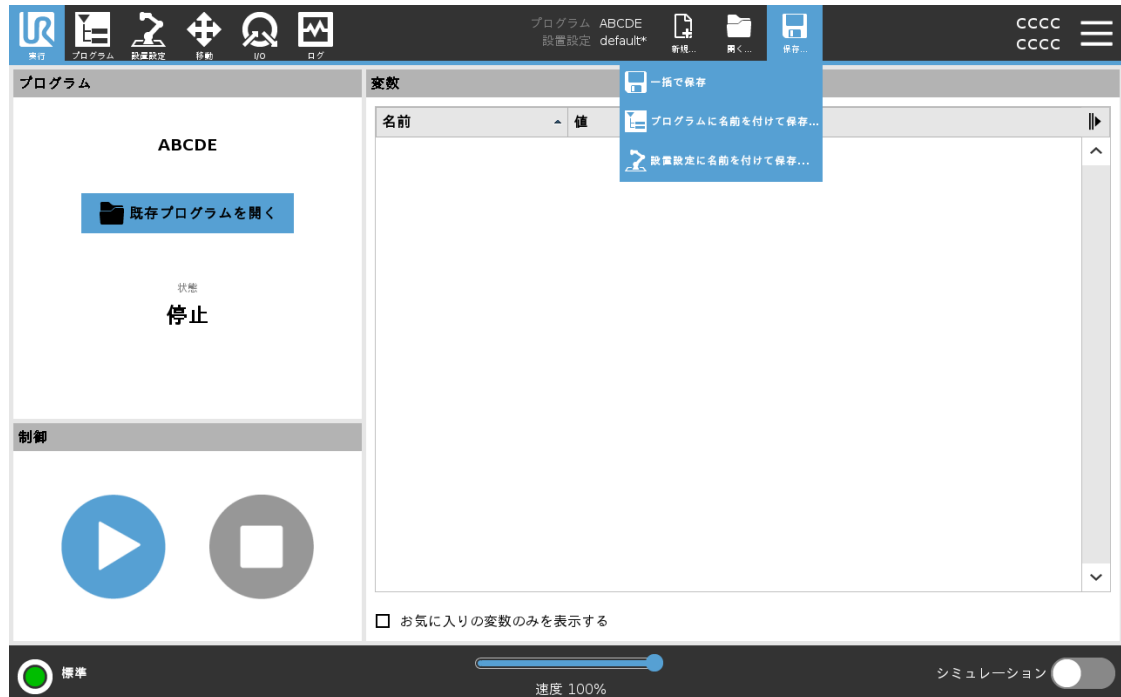 UR
実行
プログラム
設置設定
移動
I/O
ログ
プログラム ABCDE
設置設定 default*
新規...
開く...
保存...
cccc
cccc
一括で保存
プログラムに名前を付けて保存...
設置設定に名前を付けて保存...
プログラム
ABCDE
既存プログラムを開く
状態
停止
制御
変数
名前
値
お気に入りの変数のみを表示する
標準
速度 100%
シミュレーション